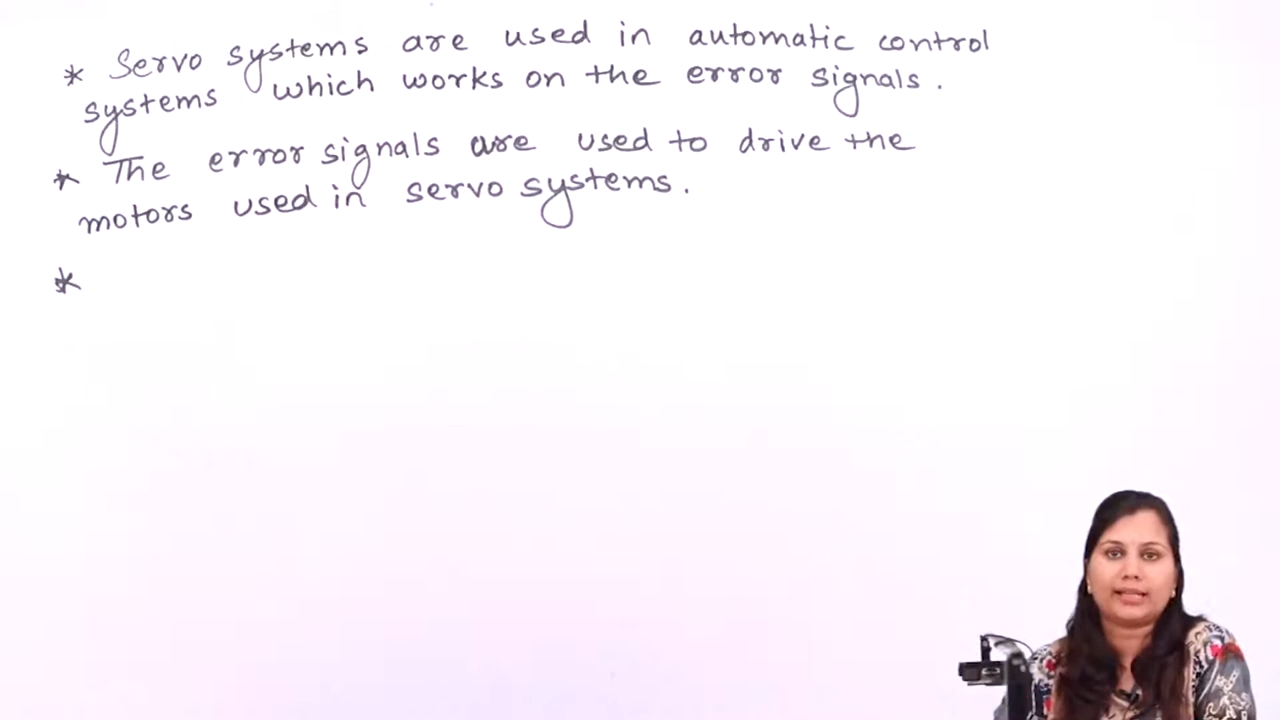 * Servo systems are used in automatic control
systems which works on the error signals.
* The error signals are used to drive the
motors used in servo systems.
*